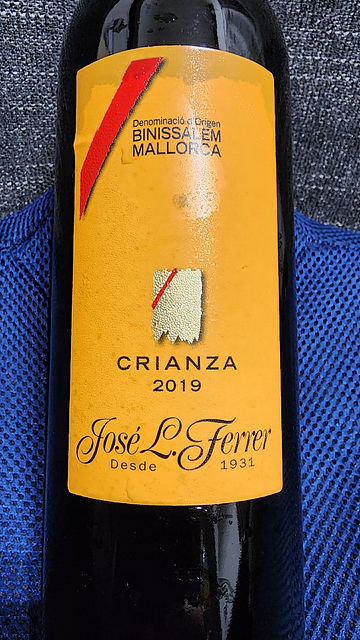 Denominació d'Origen
BINISSALEM
MALLORCA
CRIANZA
2019
José L. Ferrer
Desde 1931